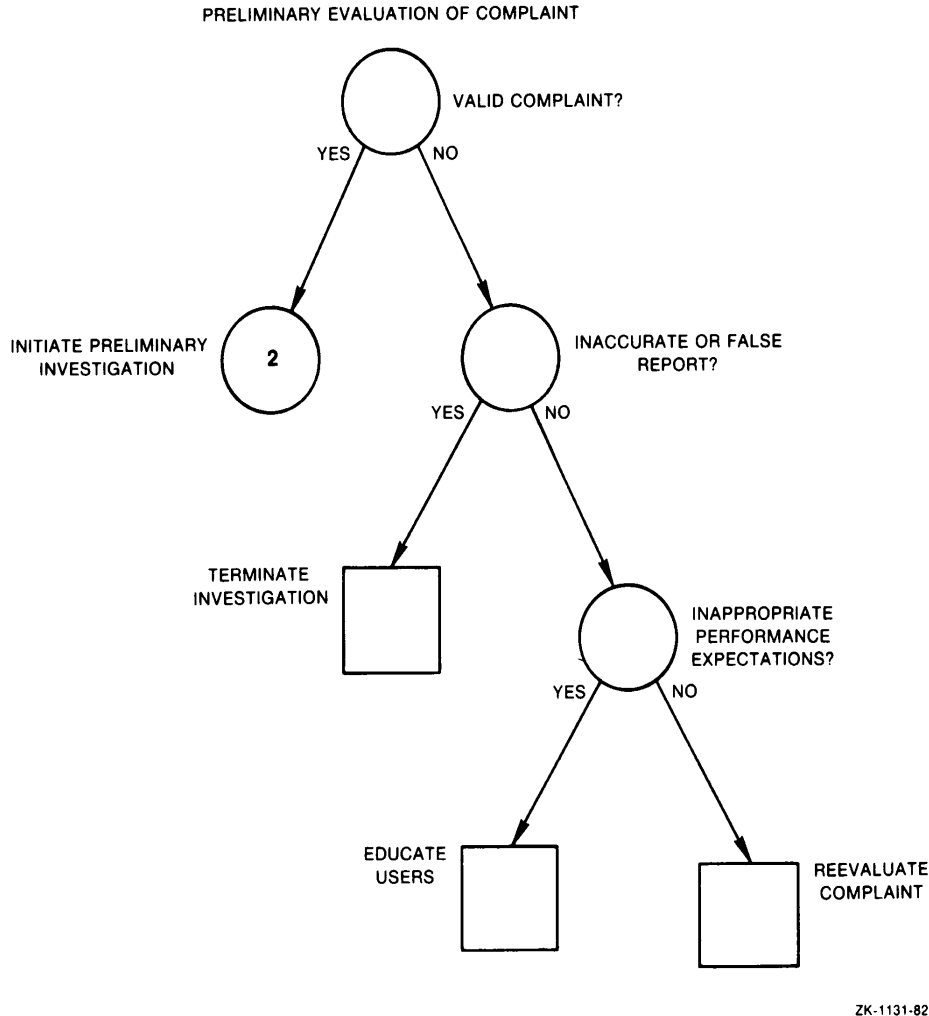 PRELIMINARY EVALUATION OF COMPLAINT
VALID COMPLAINT?
YES
NO
INITIATE PRELIMINARY
INVESTIGATION
2
INACCURATE OR FALSE
REPORT?
YES
NO
TERMINATE
INVESTIGATION
INAPPROPRIATE
PERFORMANCE
EXPECTATIONS?
YES
NO
EDUCATE
USERS
REEVALUATE
COMPLAINT
ZK-1131-82